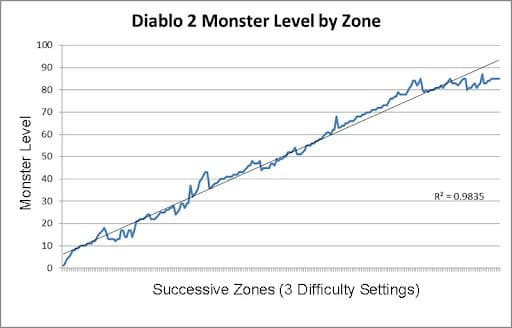 Diablo 2 Monster Level by Zone
100
90
80
70
60
50
40
30
20
10
0
Monster Level
R² = 0.9835
Successive Zones (3 Difficulty Settings)